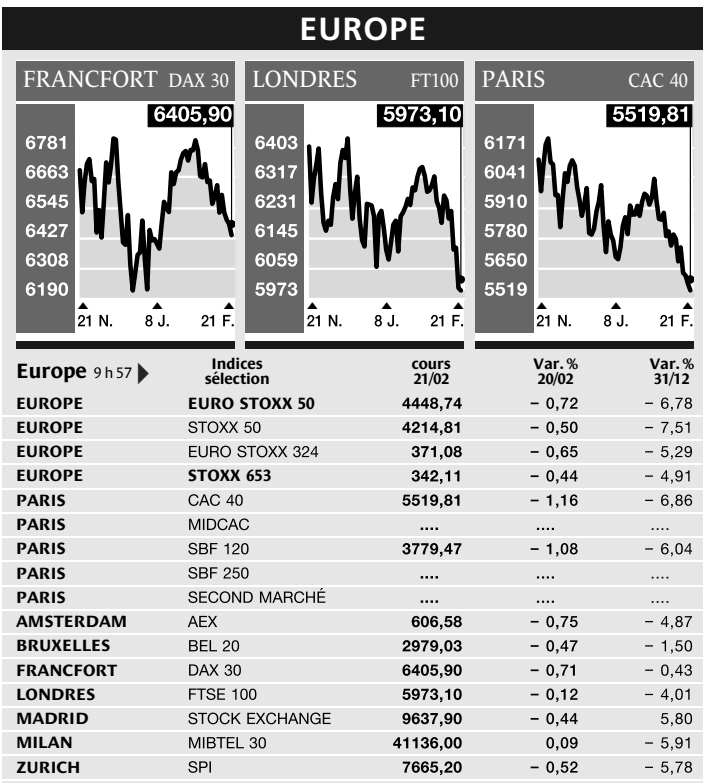 EUROPE
FRANCFORT DAX 30
6405,90
6781
6663
6545
6427
6308
6190
21 N. 8 J. 21 F.
LONDRES FT100
5973,10
6403
6317
6231
6145
6059
5973
21 N. 8 J. 21 F.
PARIS CAC 40
5519,81
6171
6041
5910
5780
5650
5519
21 N. 8 J. 21 F.
Europe 9 h 57 Indices sélection cours 21/02 Var. % 20/02 Var. % 31/12
EUROPE EURO STOXX 50 4448,74 – 0,72 – 6,78
EUROPE STOXX 50 4214,81 – 0,50 – 7,51
EUROPE EURO STOXX 324 371,08 – 0,65 – 5,29
EUROPE STOXX 653 342,11 – 0,44 – 4,91
PARIS CAC 40 5519,81 – 1,16 – 6,86
PARIS MIDCAC .... .... ....
PARIS SBF 120 3779,47 – 1,08 – 6,04
PARIS SBF 250 .... .... ....
PARIS SECOND MARCHÉ .... .... ....
AMSTERDAM AEX 606,58 – 0,75 – 4,87
BRUXELLES BEL 20 2979,03 – 0,47 – 1,50
FRANCFORT DAX 30 6405,90 – 0,71 – 0,43
LONDRES FTSE 100 5973,10 – 0,12 – 4,01
MADRID STOCK EXCHANGE 9637,90 – 0,44 5,80
MILAN MIBTEL 30 41136,00 0,09 – 5,91
ZURICH SPI 7665,20 – 0,52 – 5,78